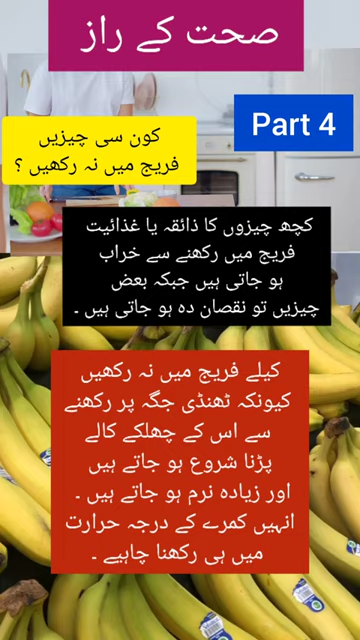 صحت کے راز
Part 4
کون سی چیزیں
فریج میں نہ رکھیں ؟
کچھ چیزوں کا ذائقہ یا غذائیت
فریج میں رکھنے سے خراب
ہو جاتی ہیں جبکہ بعض
چیزیں تو نقصان دہ ہو جاتی ہیں ۔
کیلے فریج میں نہ رکھیں
کیونکہ ٹھنڈی جگہ پر رکھنے
سے اس کے چھلکے کالے
پڑنا شروع ہو جاتے ہیں
اور زیادہ نرم ہو جاتے ہیں ۔
انہیں کمرے کے درجہ حرارت
میں ہی رکھنا چاہیے ۔